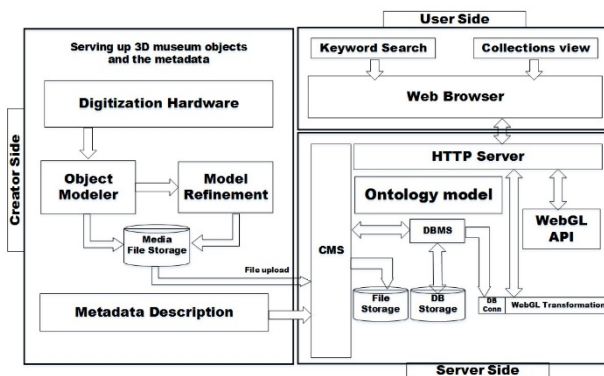 Serving up 3D museum objects
and the metadata
Digitization Hardware
Creator Side
Object
Modeler
Model
Refinement
Media
File Storage
File upload
Metadata Description
User Side
Keyword Search
Collections view
Web Browser
HTTP Server
Ontology model
WebGL
API
CMS
DBMS
File
Storage
DB
Storage
DB
Conn
WebGL Transformation
Server Side